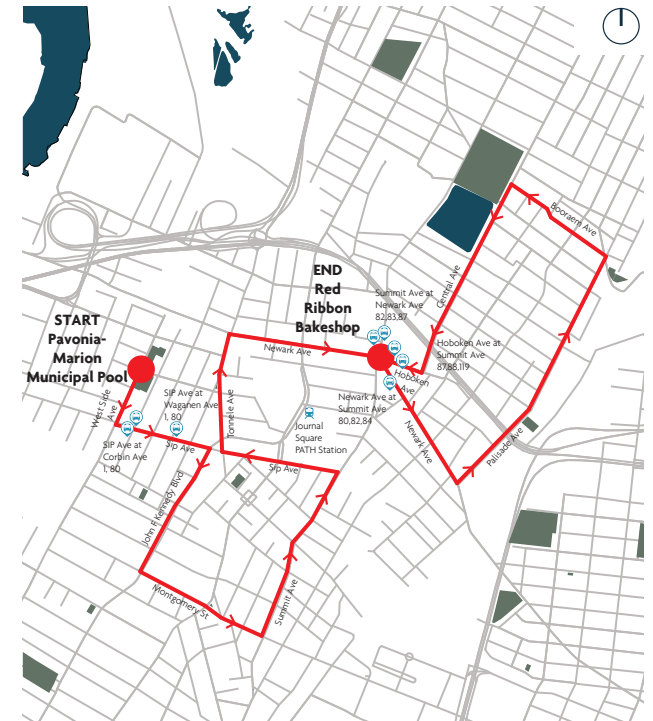 Booraem Ave
END
Red
Ribbon
Bakeshop
Central Ave
Summit Ave at
Newark Ave
82,83,87
START
Pavonia-
Marion
Municipal Pool
Newark Ave
Hoboken Ave at
Summit Ave
87,88,119
Hoboken
Ave
West Side
Ave
SIP Ave at
Waganen Ave
1, 80
Tonnele Ave
Newark Ave at
Summit Ave
80,82,84
Journal
Square
PATH Station
Newark Ave
Palisade Ave
SIP Ave at
Corbin Ave
1, 80
Sip Ave
Sip Ave
John F Kennedy Blvd
Montgomery St
Summit Ave